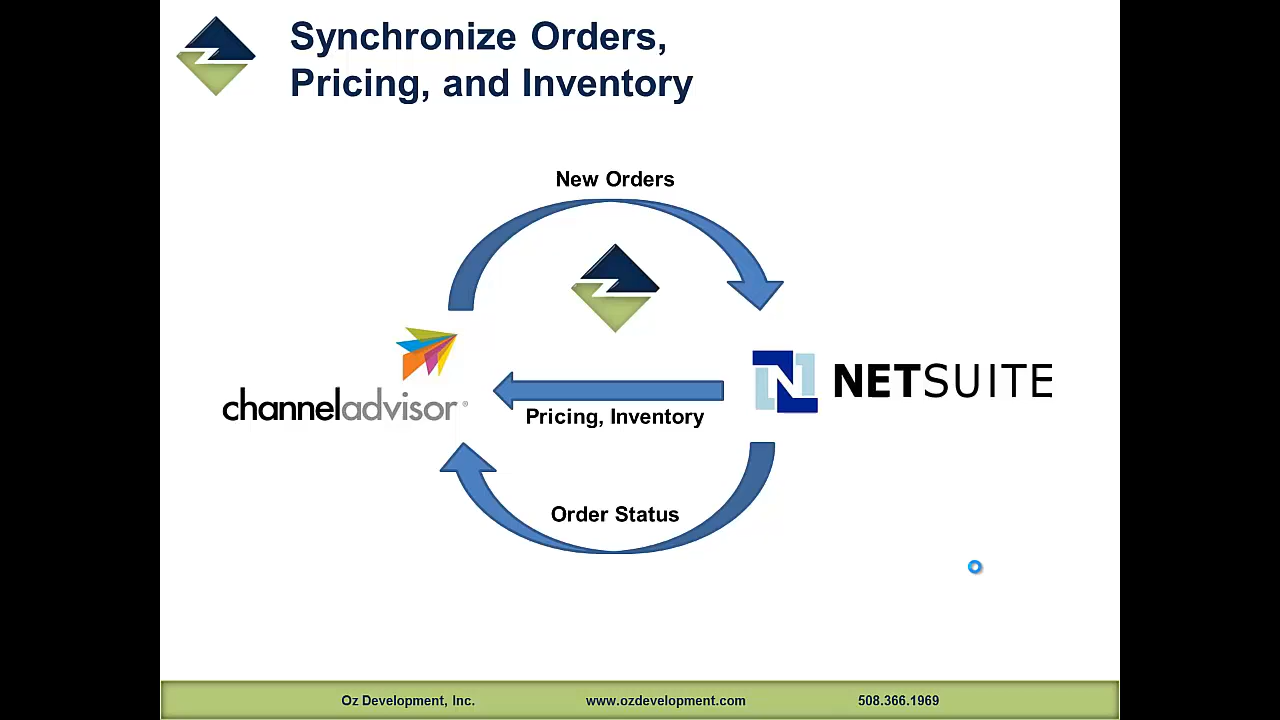 Synchronize Orders,
Pricing, and Inventory
New Orders
channeladvisor®
NETSUITE
Pricing, Inventory
Order Status
Oz Development, Inc. www.ozdevelopment.com 508.366.1969